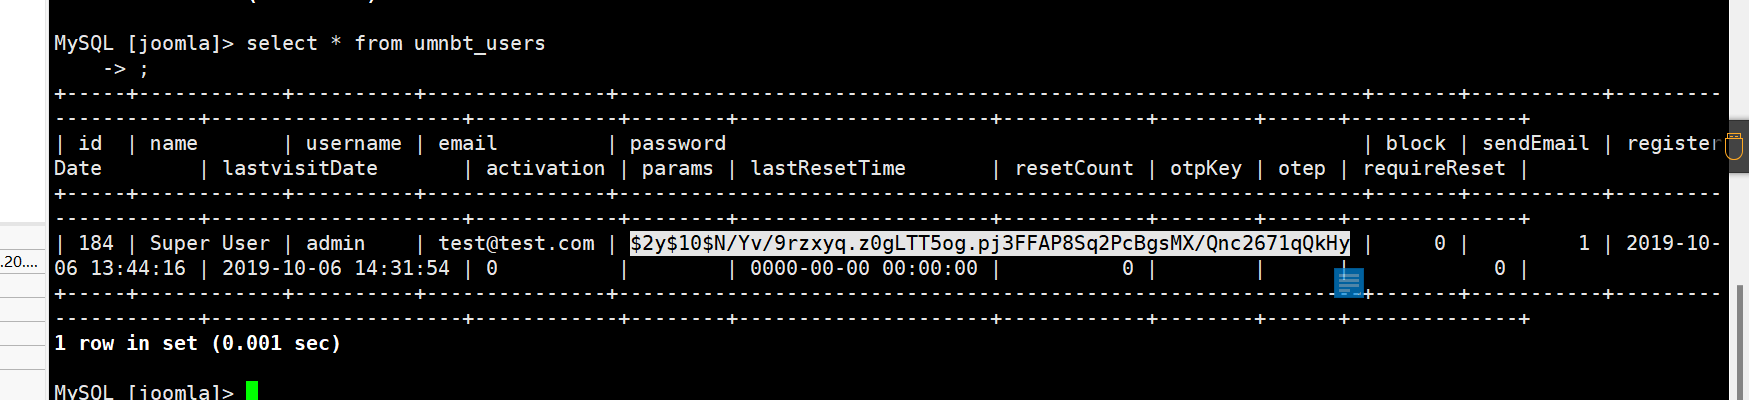 MySQL [joomla]> select * from umnbt_users
-> ;
+-----+------------+----------+---------------+--------------------------------------------------------------+-------+-----------+---------
------------+---------------------+------------+--------+---------------------+------------+--------+------+--------------+
| id | name | username | email | password | block | sendEmail | register
Date | lastvisitDate | activation | params | lastResetTime | resetCount | otpKey | otep | requireReset |
+-----+------------+----------+---------------+--------------------------------------------------------------+-------+-----------+---------
------------+---------------------+------------+--------+---------------------+------------+--------+------+--------------+
| 184 | Super User | admin | test@test.com | $2y$10$N/Yv/9rzxyq.z0gLTT5og.pj3FFAP8Sq2PcBgsMX/Qnc2671qQkHy | 0 | 1 | 2019-10-
.20....
06 13:44:16 | 2019-10-06 14:31:54 | 0 | | 0000-00-00 00:00:00 | 0 | | | 0 |
+-----+------------+----------+---------------+--------------------------------------------------------------+-------+-----------+---------
------------+---------------------+------------+--------+---------------------+------------+--------+------+--------------+
1 row in set (0.001 sec)
MySQL [joomla]>